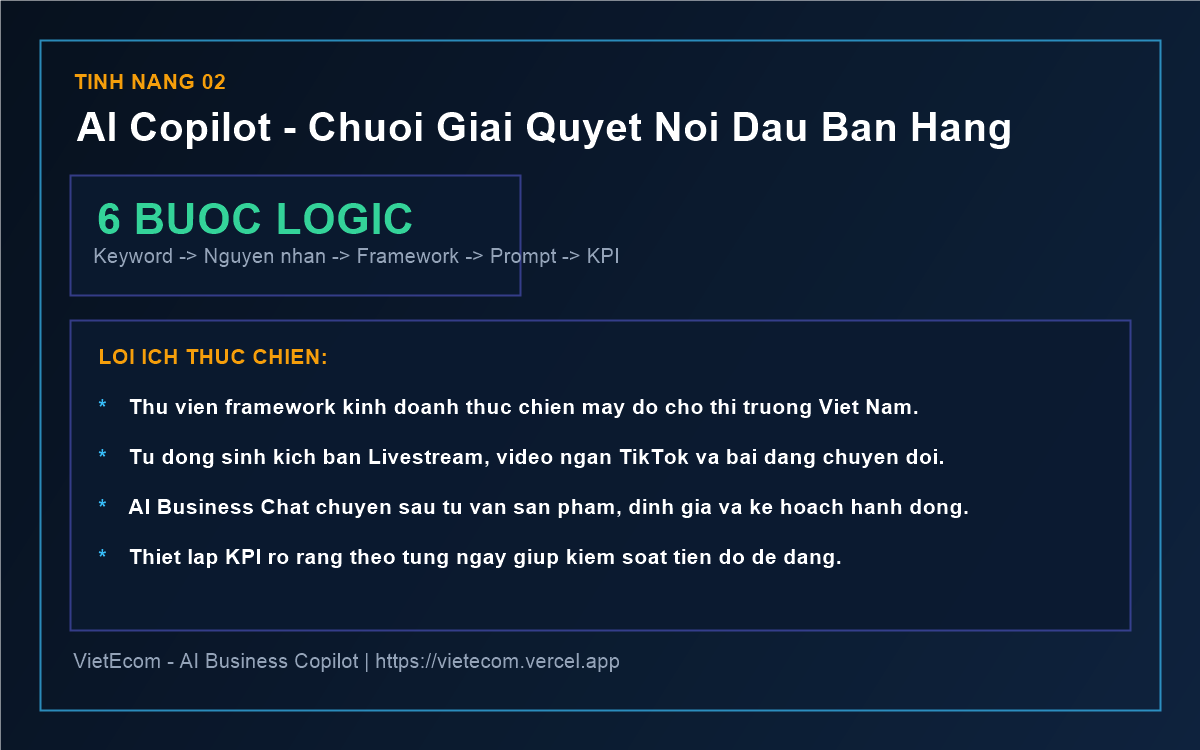 TINH NANG 02
AI Copilot - Chuoi Giai Quyet Noi Dau Ban Hang
6 BUOC LOGIC
Keyword -> Nguyen nhan -> Framework -> Prompt -> KPI
LOI ICH THUC CHIEN:
* Thu vien framework kinh doanh thuc chien may do cho thi truong Viet Nam.
* Tu dong sinh kich ban Livestream, video ngan TikTok va bai dang chuyen doi.
* AI Business Chat chuyen sau tu van san pham, dinh gia va ke hoach hanh dong.
* Thiet lap KPI ro rang theo tung ngay giup kiem soat tien do de dang.
VietEcom - AI Business Copilot | https://vietecom.vercel.app